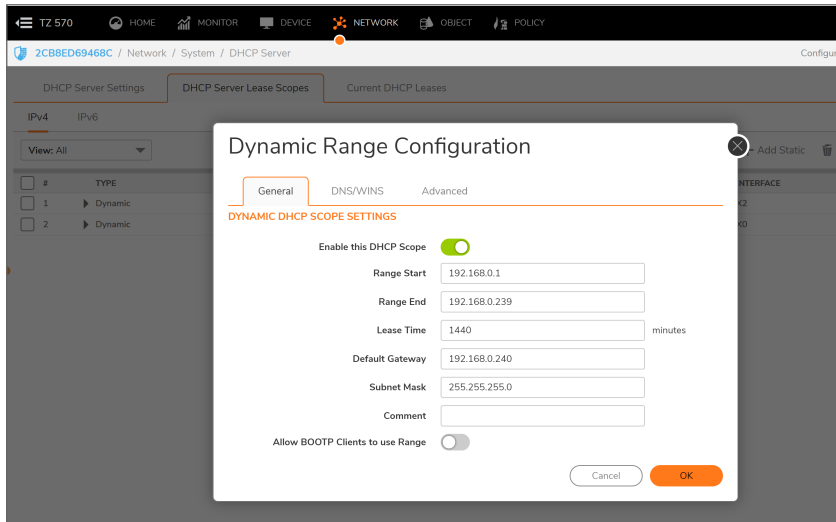 TZ 570 HOME MONITOR DEVICE NETWORK OBJECT POLICY
2CB8ED69468C / Network / System / DHCP Server
DHCP Server Settings DHCP Server Lease Scopes Current DHCP Leases
IPv4 IPv6
View: All
Add Static
# TYPE
1 Dynamic X2
2 Dynamic X0
Dynamic Range Configuration
General DNS/WINS Advanced
DYNAMIC DHCP SCOPE SETTINGS
Enable this DHCP Scope
Range Start 192.168.0.1
Range End 192.168.0.239
Lease Time 1440 minutes
Default Gateway 192.168.0.240
Subnet Mask 255.255.255.0
Comment
Allow BOOTP Clients to use Range
Cancel OK